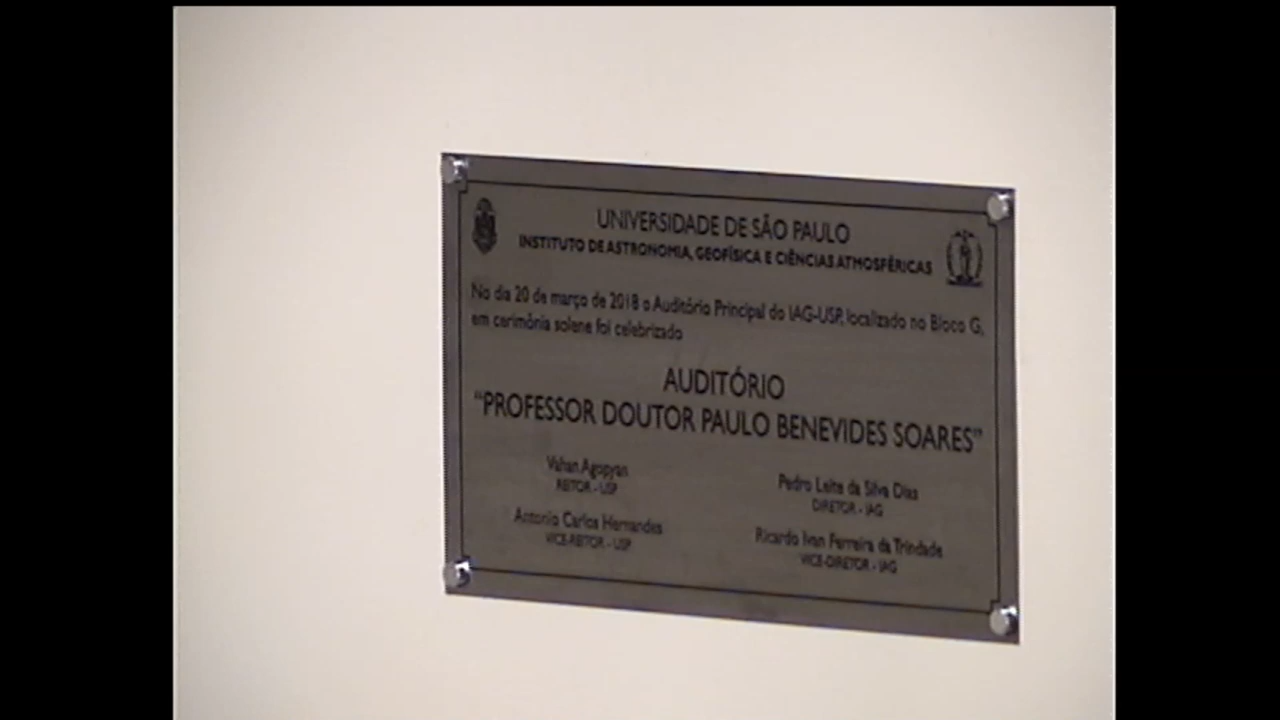 UNIVERSIDADE DE SÃO PAULO
INSTITUTO DE ASTRONOMIA, GEOFÍSICA E CIÊNCIAS ATMOSFÉRICAS
No dia 20 de março de 2018 o Auditório Principal do IAG-USP, localizado no Bloco G,
em cerimônia solene foi celebrizado
AUDITÓRIO
"PROFESSOR DOUTOR PAULO BENEVIDES SOARES"
Vahan Agopyan
REITOR - USP
Antonio Carlos Hernandes
VICE-REITOR - USP
Pedro Leite da Silva Dias
DIRETOR - IAG
Ricardo Ivan Ferreira da Trindade
VICE-DIRETOR - IAG